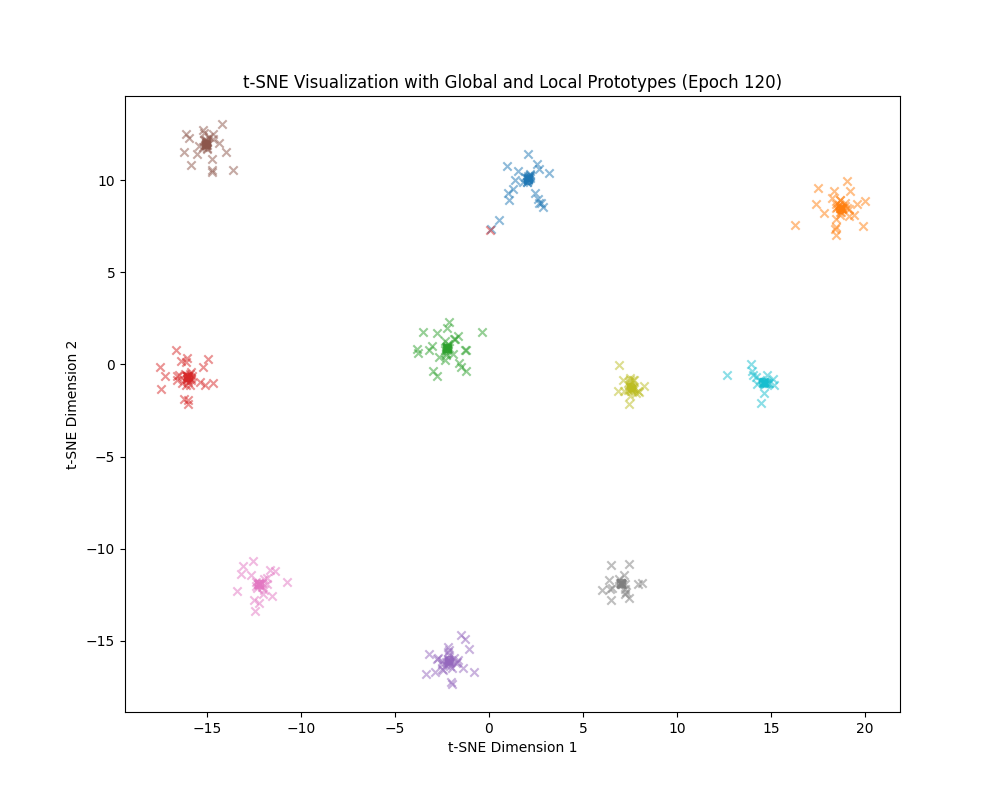 t-SNE Visualization with Global and Local Prototypes (Epoch 120)
t-SNE Dimension 2
10
5
0
−5
−10
−15
−15 −10 −5 0 5 10 15 20
t-SNE Dimension 1